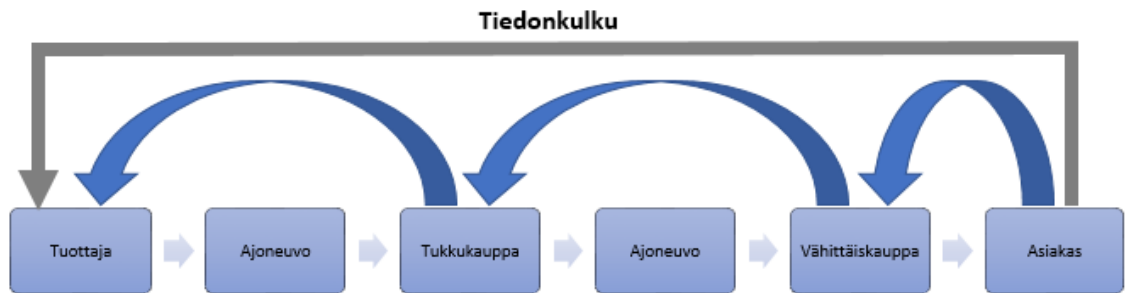 Tiedonkulku
Tuottaja
Ajoneuvo
Tukkukauppa
Ajoneuvo
Vähittäiskauppa
Asiakas